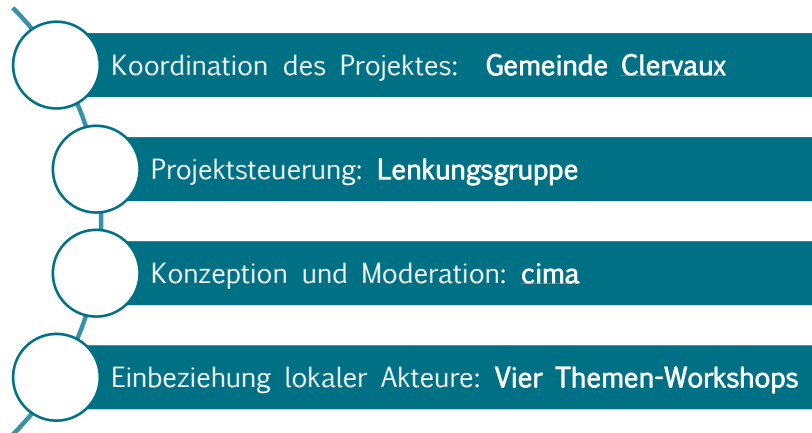 Koordination des Projektes: Gemeinde Clervaux
Projektsteuerung: Lenkungsgruppe
Konzeption und Moderation: cima
Einbeziehung lokaler Akteure: Vier Themen-Workshops